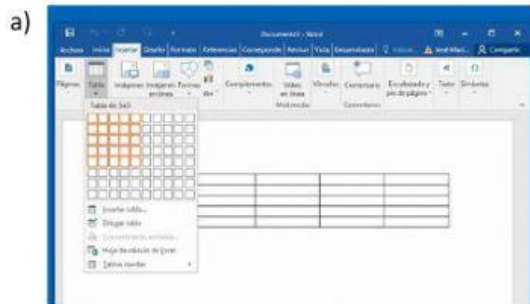 a)
Documento1 - Word
Archivo Inicio Insertar Diseño Formato Referencias Corresponde Revisar Vista Desarrollador Compartir
Páginas Tabla Imágenes Imágenes en línea Formas Complementos Vídeo en línea Vínculos Comentario Encabezado y pie de página Texto Símbolos
Multimedia Comentarios
Tabla de 5x5
Insertar tabla...
Dibujar tabla
Hoja de cálculo de Excel
Tablas rápidas